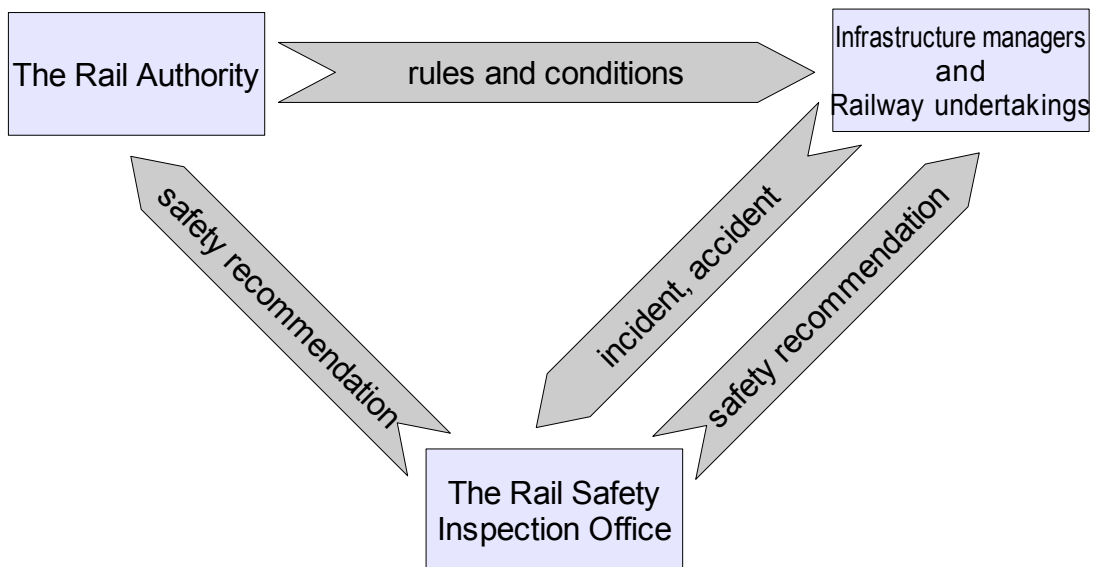 The Rail Authority
rules and conditions
Infrastructure managers
and
Railway undertakings
safety recommendation
incident, accident
safety recommendation
The Rail Safety
Inspection Office